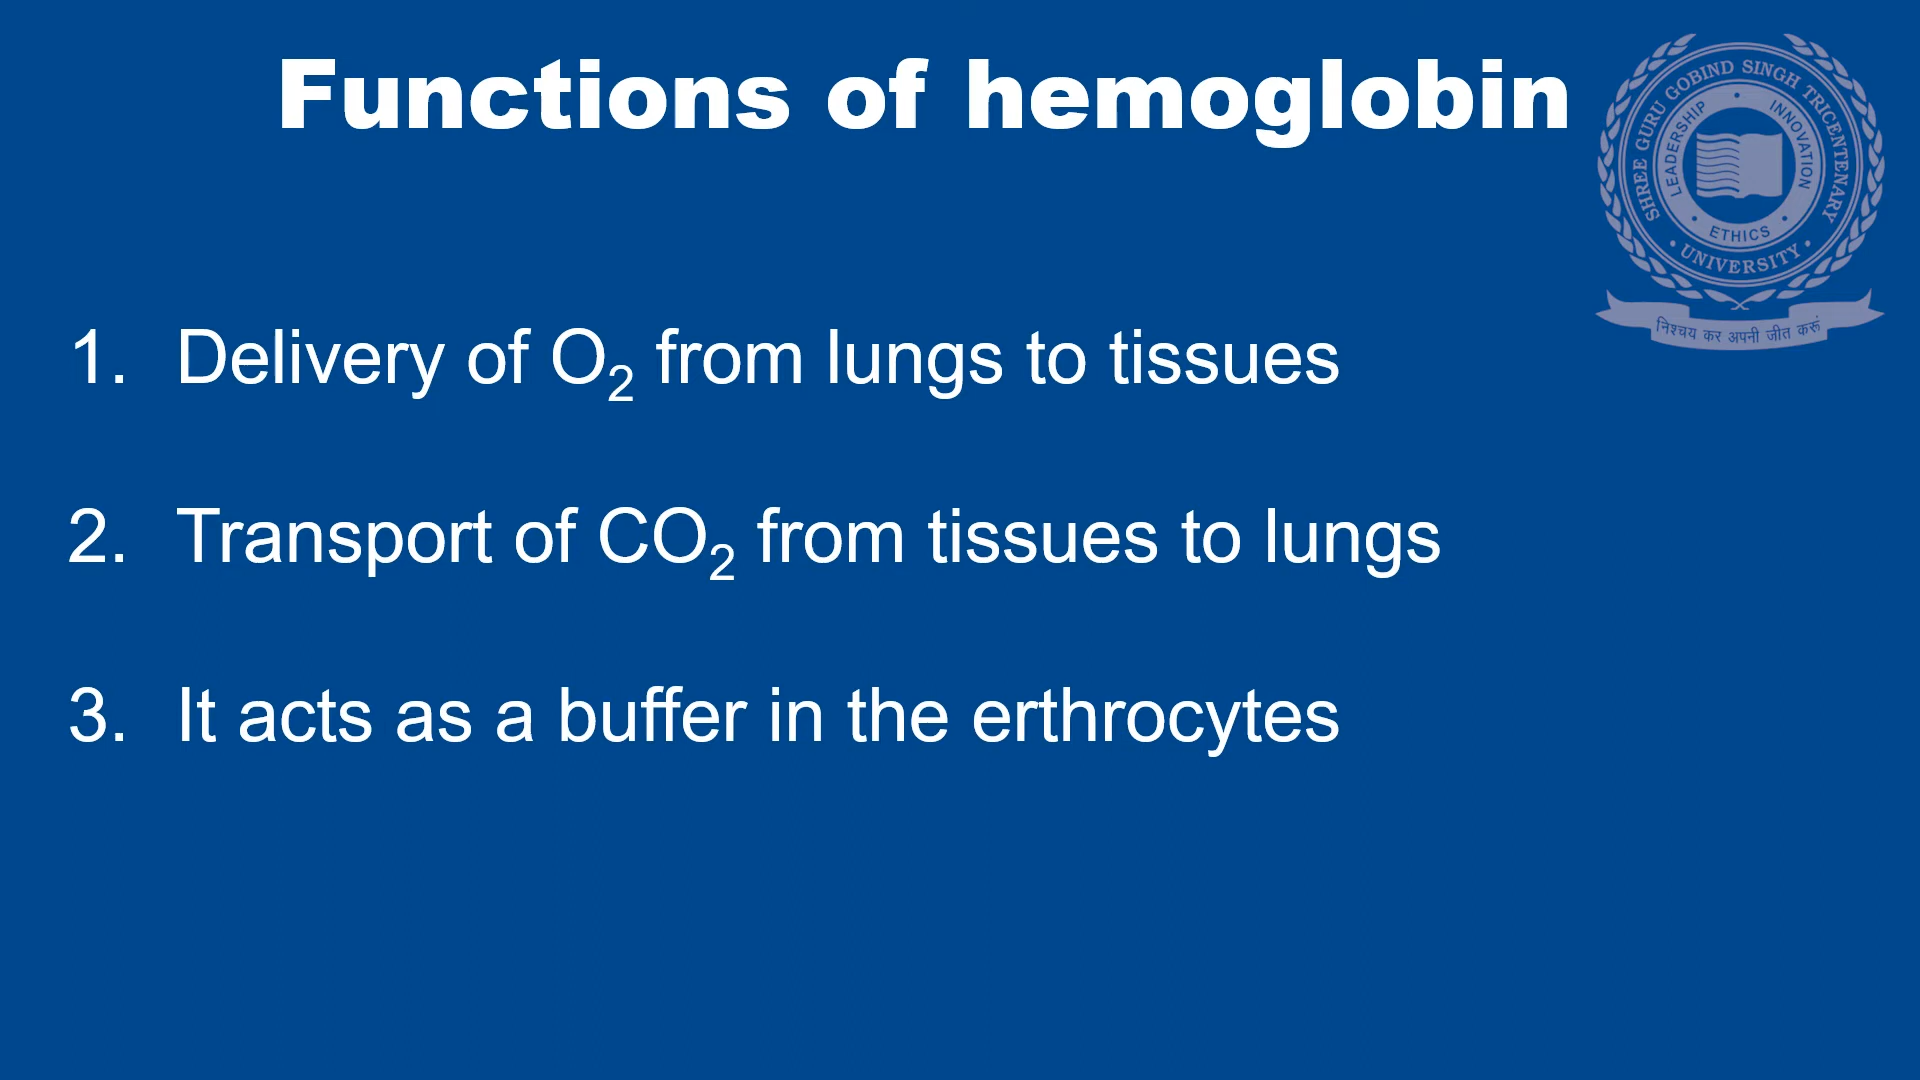 Functions of hemoglobin
SHREE GURU GOBIND SINGH TRICENTENARY
UNIVERSITY
LEADERSHIP
INNOVATION
ETHICS
निश्चय कर अपनी जीत करूं
1. Delivery of O₂ from lungs to tissues
2. Transport of CO₂ from tissues to lungs
3. It acts as a buffer in the erthrocytes